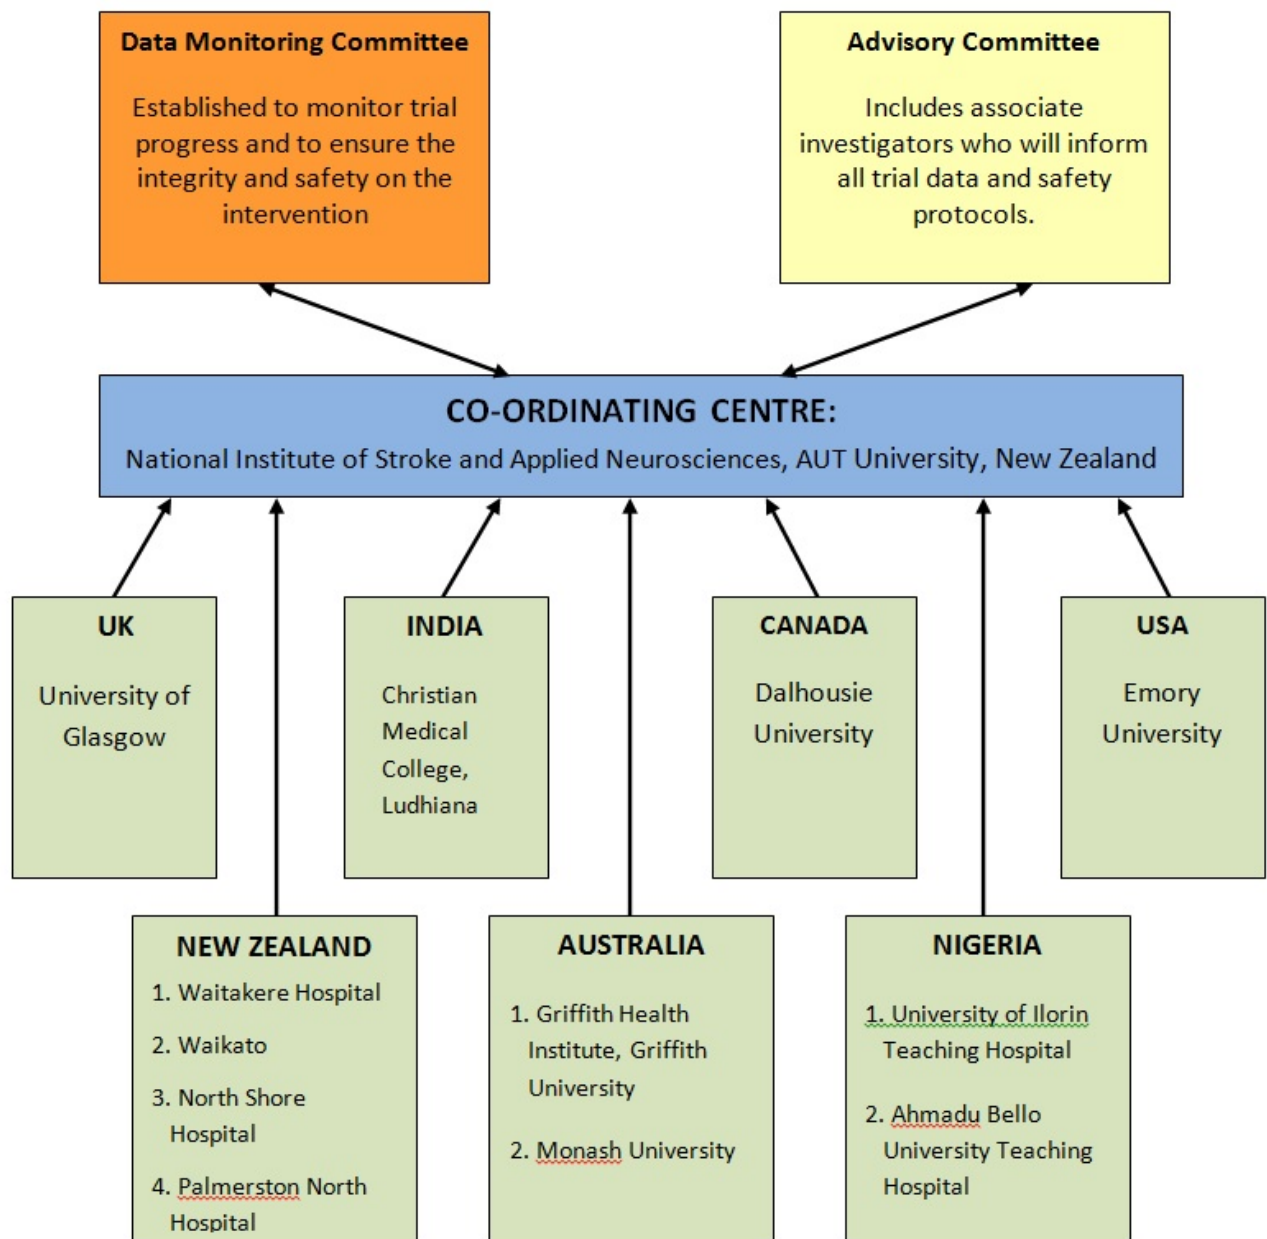 Data Monitoring Committee
Established to monitor trial
progress and to ensure the
integrity and safety on the
intervention
Advisory Committee
Includes associate
investigators who will inform
all trial data and safety
protocols.
CO-ORDINATING CENTRE:
National Institute of Stroke and Applied Neurosciences, AUT University, New Zealand
UK
University of
Glasgow
INDIA
Christian
Medical
College,
Ludhiana
CANADA
Dalhousie
University
USA
Emory
University
NEW ZEALAND
1. Waitakere Hospital
2. Waikato
3. North Shore
Hospital
4. Palmerston North
Hospital
AUSTRALIA
1. Griffith Health
Institute, Griffith
University
2. Monash University
NIGERIA
1. University of Ilorin
Teaching Hospital
2. Ahmadu Bello
University Teaching
Hospital